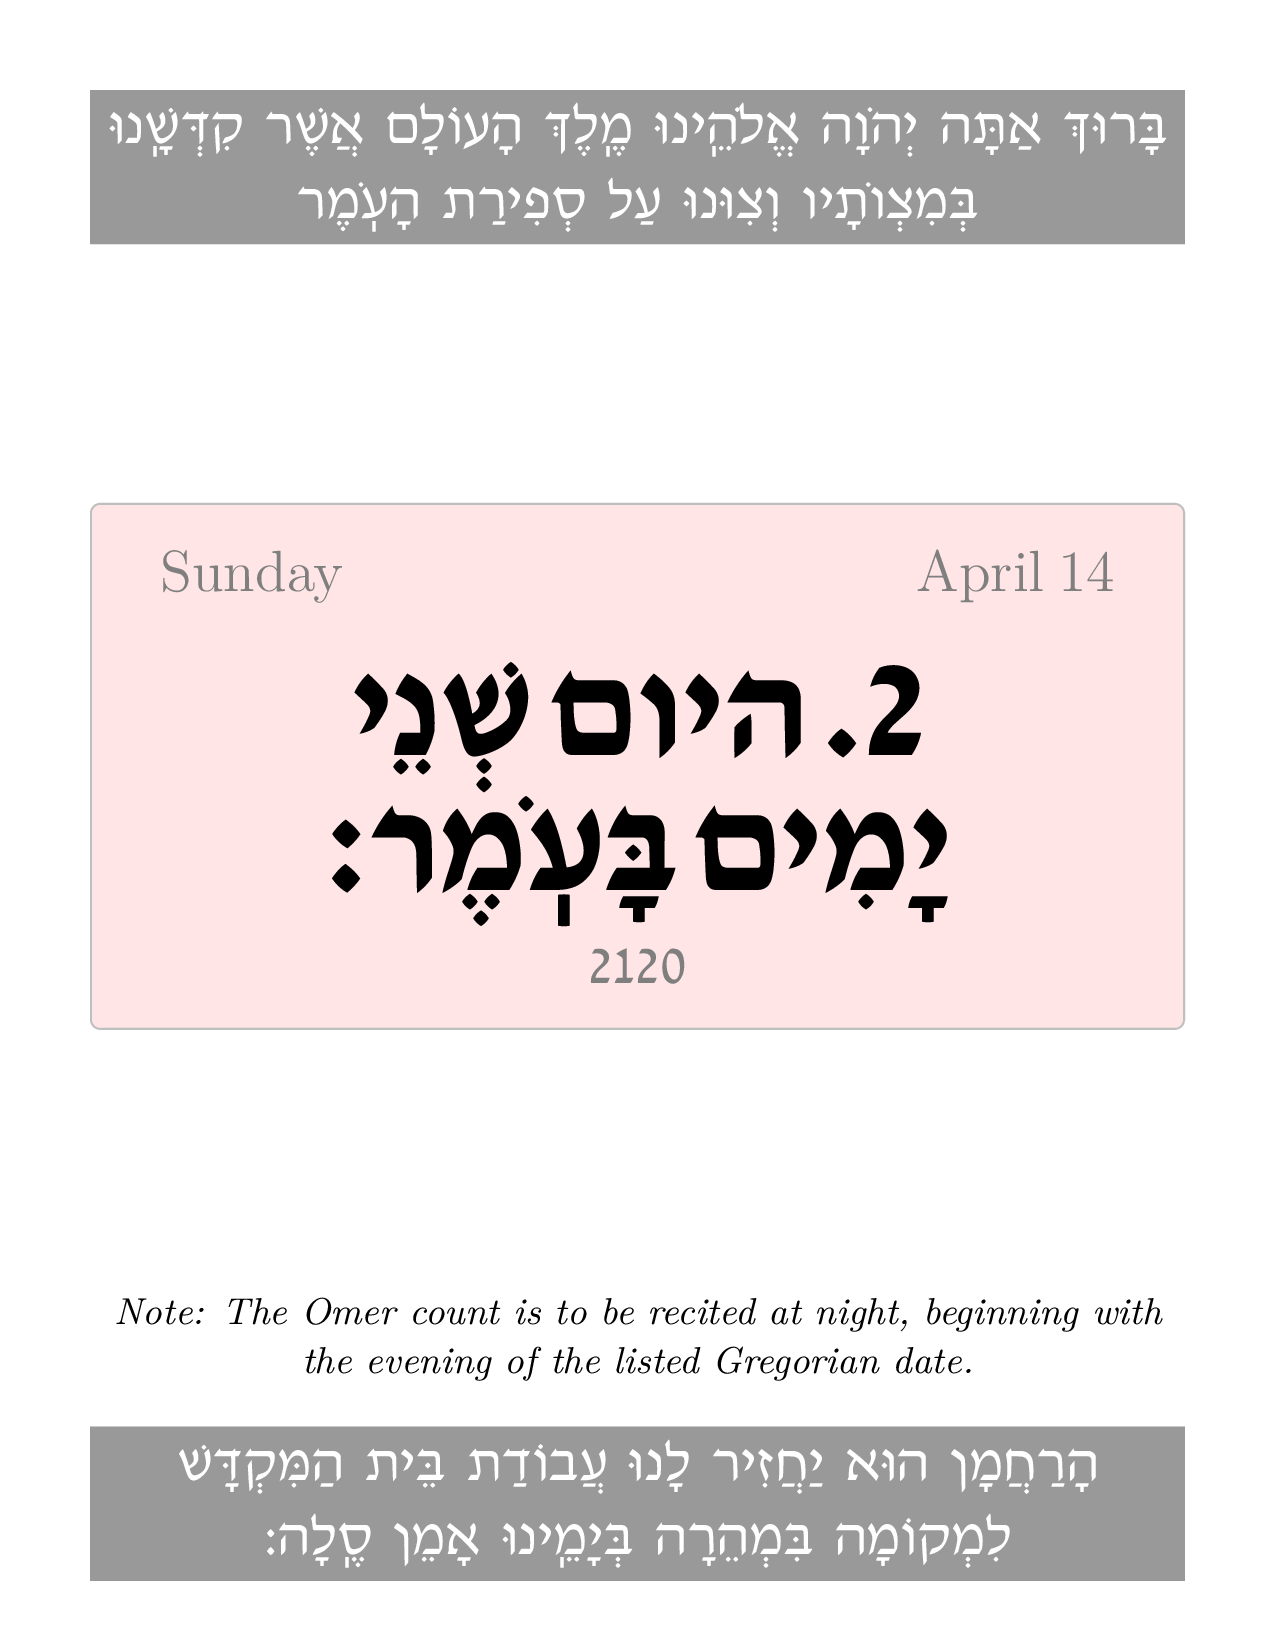 בָּרוּךְ אַתָּה יְהֹוָה אֱלֹהֵֽינוּ מֶֽלֶךְ הָעוֹלָם אֲשֶׁר קִדְּשָֽׁנוּ
בְּמִצְוֹתָיו וְצִוּנוּ עַל סְפִירַת הָעֹֽמֶר
Sunday April 14
2. היום שְׁנֵי
יָמִים בָּעֹֽמֶר:
2120
Note: The Omer count is to be recited at night, beginning with
the evening of the listed Gregorian date.
הָרַחֲמָן הוּא יַחֲזִיר לָנוּ עֲבוֹדַת בֵּית הַמִּקְדָּשׁ
לִמְקוֹמָה בִּמְהֵרָה בְּיָמֵֽינוּ אָמֵן סֶֽלָה: